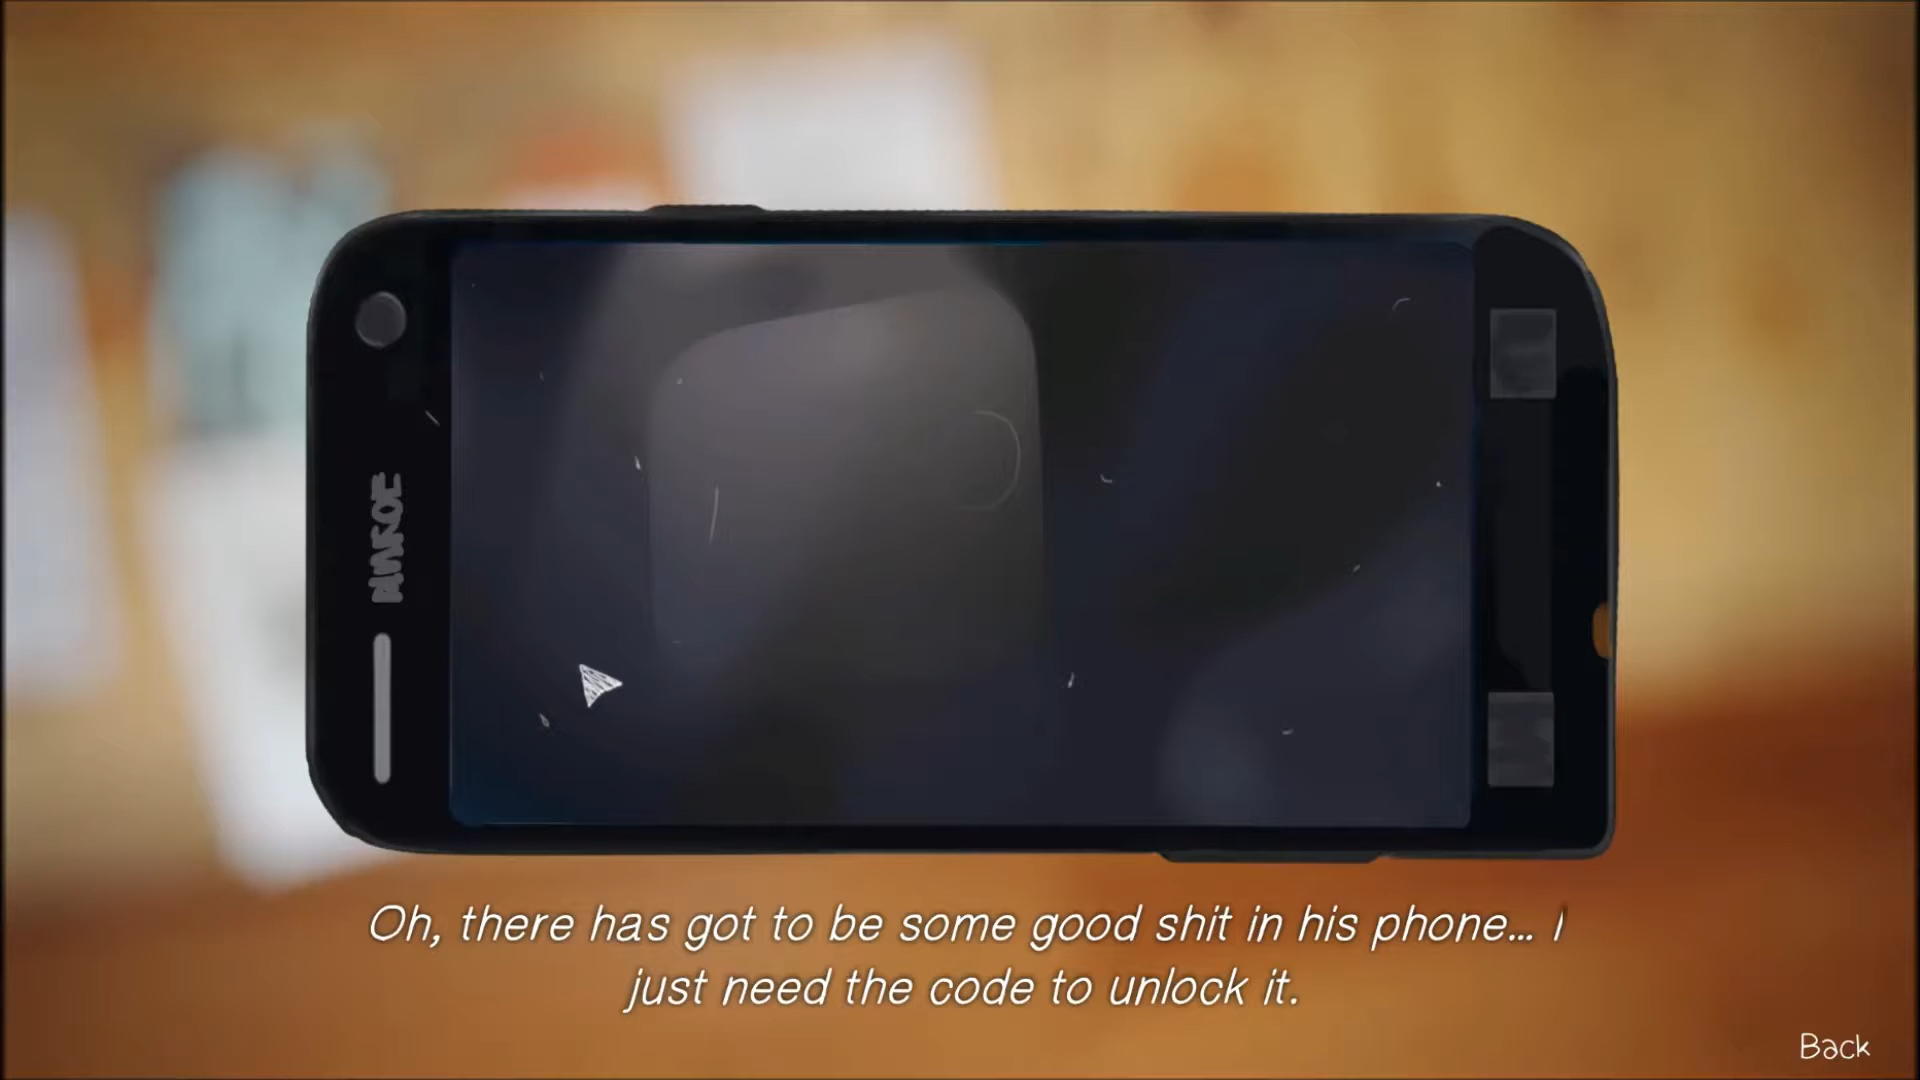 Oh, there has got to be some good shit in his phone... I
just need the code to unlock it.
Back